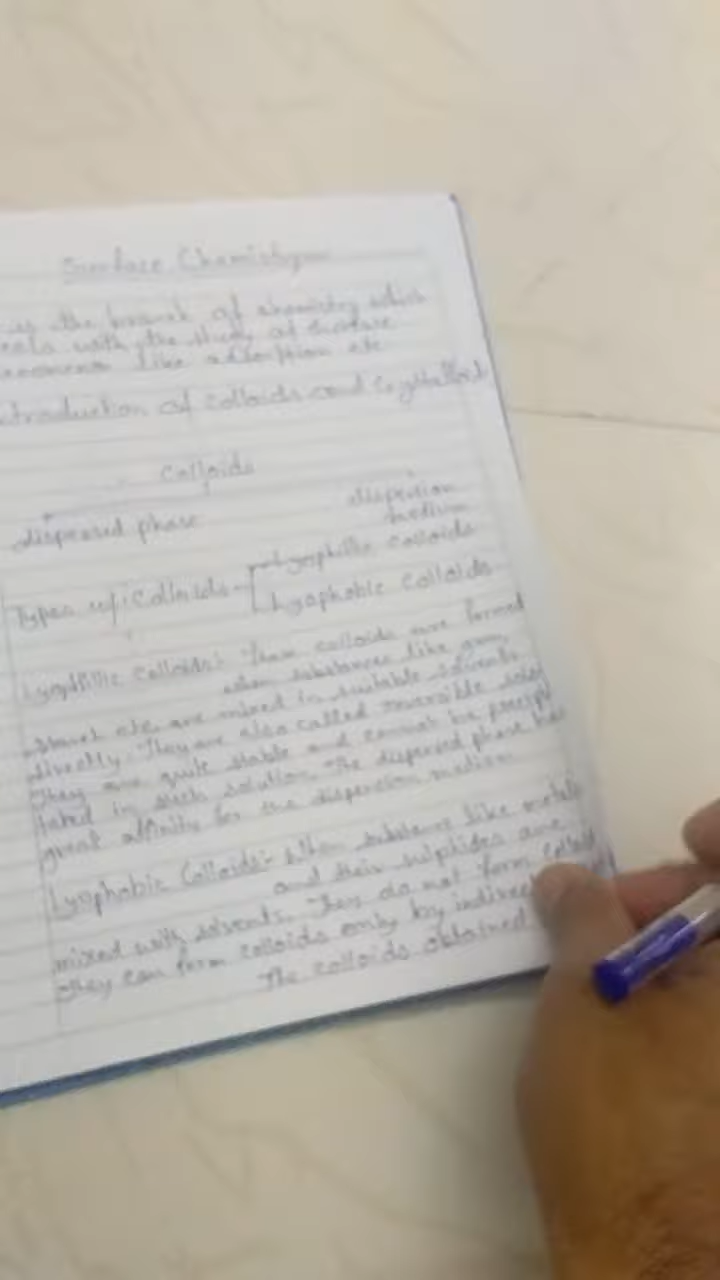 Surface Chemistry
is the branch of chemistry which
deals with the study of surface
like adsorption etc
Introduction of Colloids and Crystalloids
Colloids
dispersed phase
dispersion
medium
Types of Colloids
Lyophillic Colloids
Lyophobic Colloids
Lyophillic Colloids: These colloids are formed
when substances like gum,
starch etc. are mixed in suitable solvents
directly. They are also called reversible
They are quite stable and cannot be
in such solution. The dispersed phase has
great affinity for the dispersion medium
Lyophobic Colloids:- When substances like metals
and their sulphides are
mixed with solvents. They do not form colloids
They can form colloids only by indirect
The colloids obtained